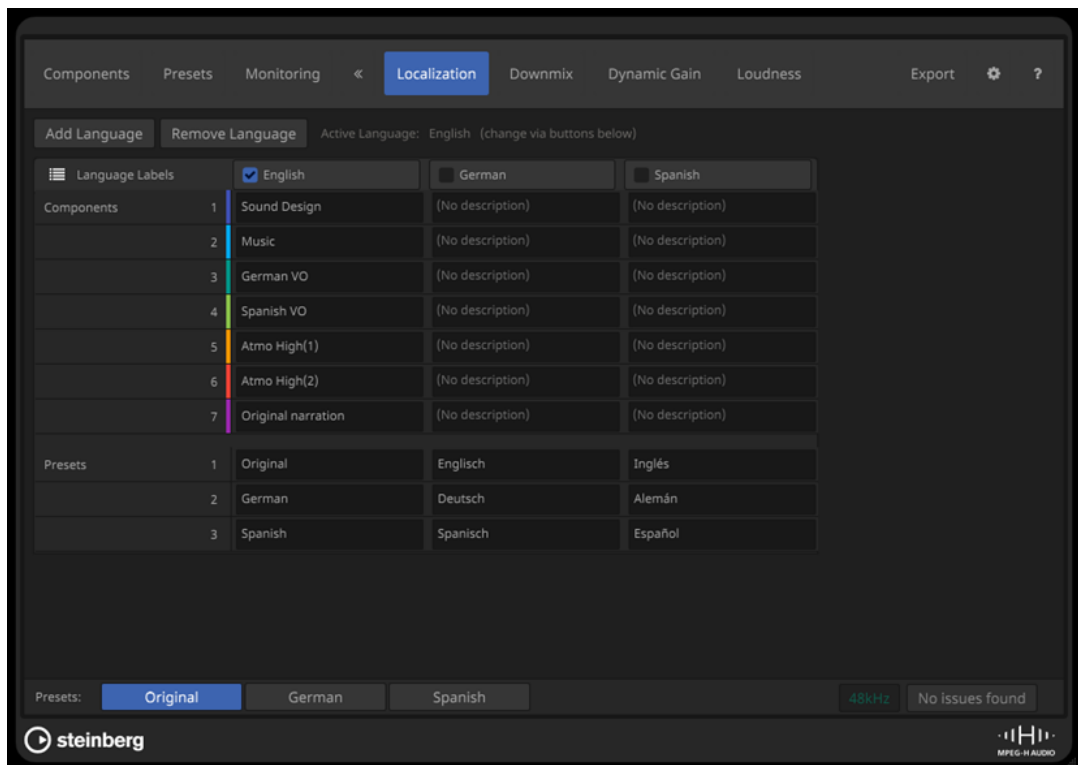 Components Presets Monitoring « Localization Downmix Dynamic Gain Loudness Export ?
Add Language Remove Language Active Language: English (change via buttons below)
Language Labels English German Spanish
Components 1 Sound Design (No description) (No description)
2 Music (No description) (No description)
3 German VO (No description) (No description)
4 Spanish VO (No description) (No description)
5 Atmo High(1) (No description) (No description)
6 Atmo High(2) (No description) (No description)
7 Original narration (No description) (No description)
Presets 1 Original Englisch Inglés
2 German Deutsch Alemán
3 Spanish Spanisch Español
Presets: Original German Spanish 48kHz No issues found
steinberg
MPEG-H AUDIO